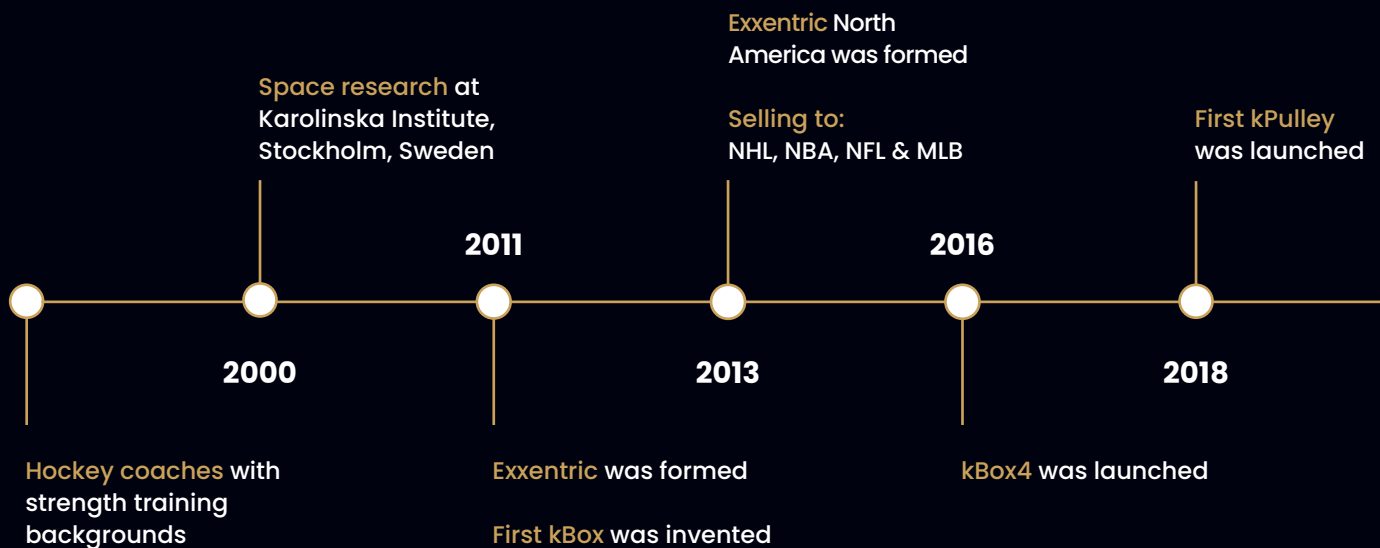 Exxentric North
America was formed
Selling to:
NHL, NBA, NFL & MLB
Space research at
Karolinska Institute,
Stockholm, Sweden
First kPulley
was launched
2011
2016
2000
2013
2018
Hockey coaches with
strength training
backgrounds
Exxentric was formed
First kBox was invented
kBox4 was launched